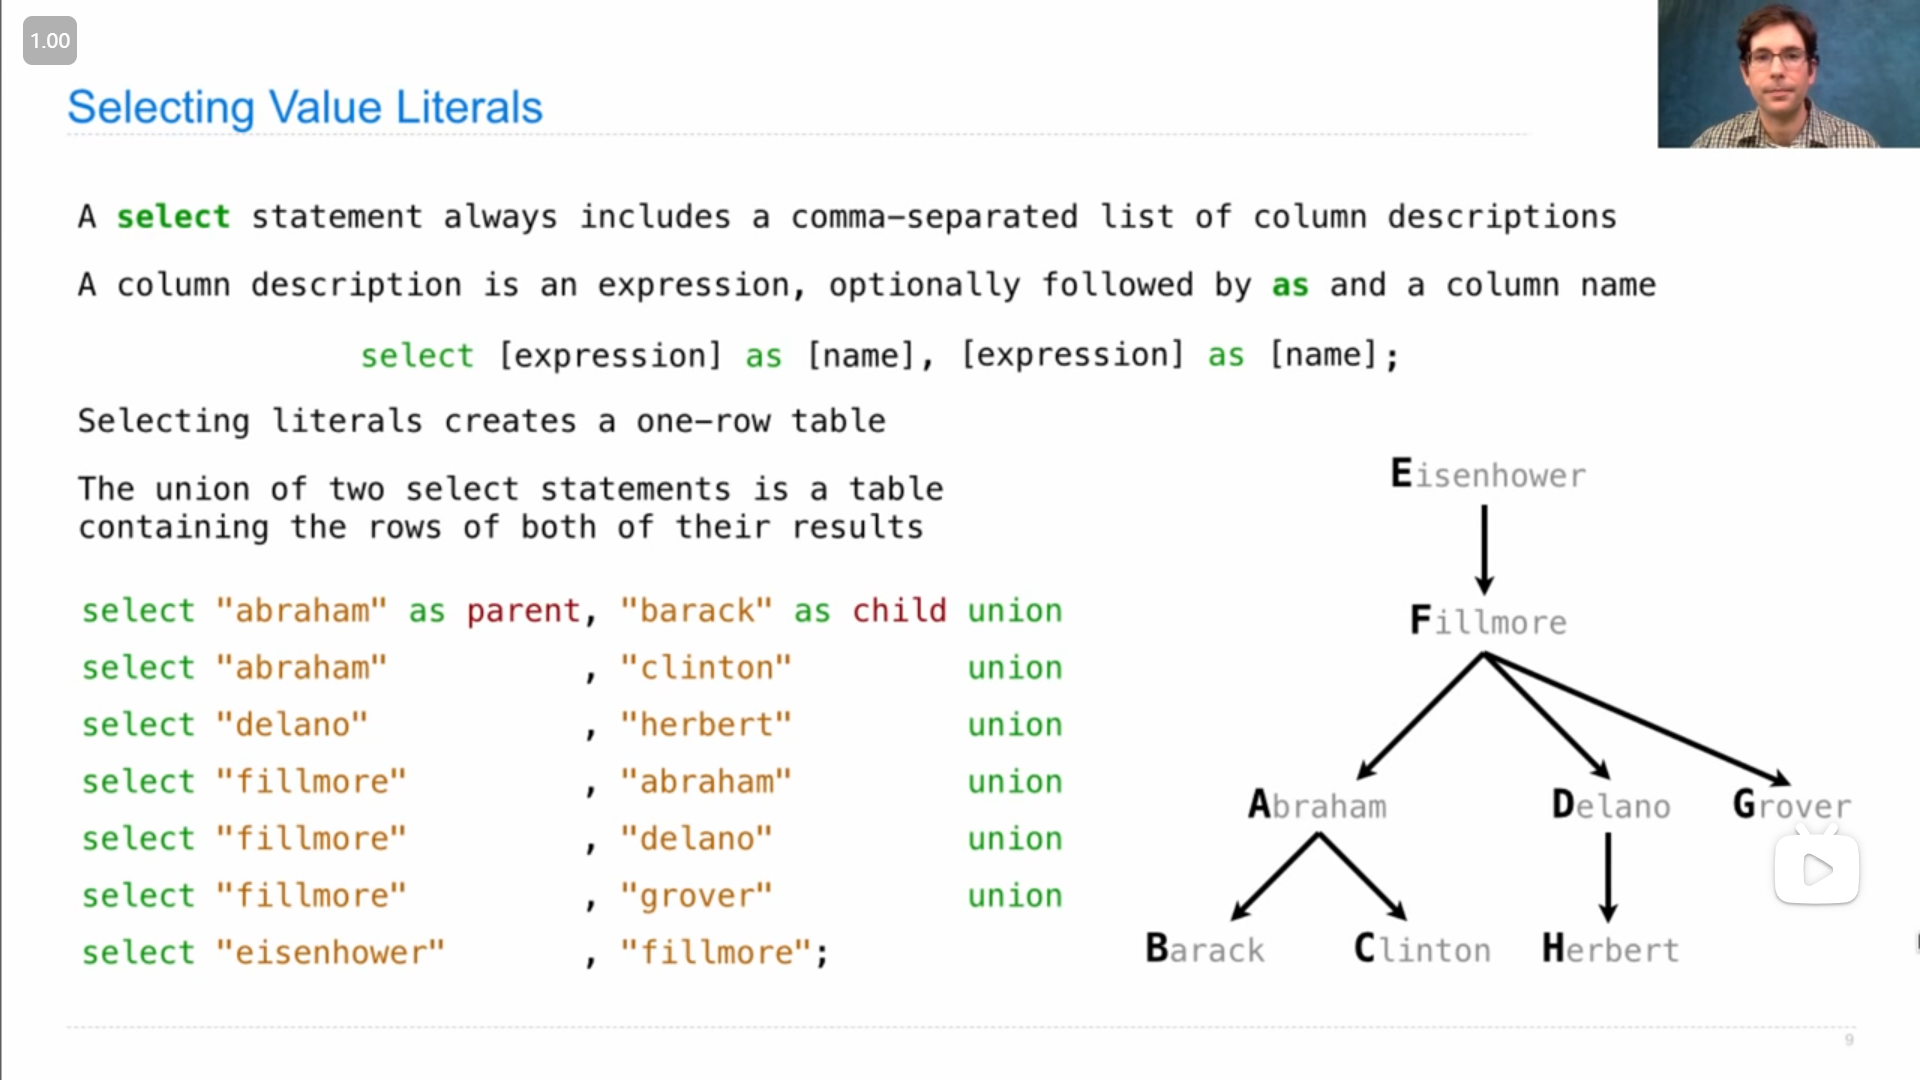 1.00
Selecting Value Literals
A select statement always includes a comma-separated list of column descriptions
A column description is an expression, optionally followed by as and a column name
select [expression] as [name], [expression] as [name];
Selecting literals creates a one-row table
The union of two select statements is a table
containing the rows of both of their results
select "abraham" as parent, "barack" as child union
select "abraham" , "clinton" union
select "delano" , "herbert" union
select "fillmore" , "abraham" union
select "fillmore" , "delano" union
select "fillmore" , "grover" union
select "eisenhower" , "fillmore";
Eisenhower
Fillmore
Abraham Delano Grover
Barack Clinton Herbert
9